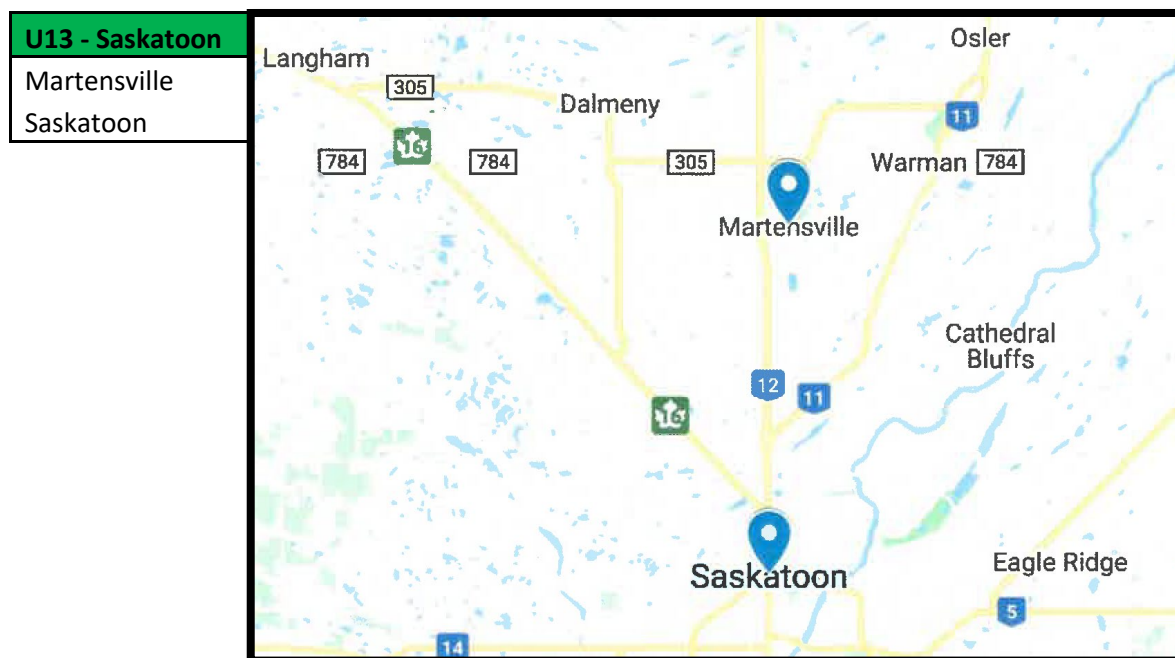 U13 - Saskatoon
Martensville
Saskatoon
Osler
Langham
305
Dalmeny
11
16
784
784
305
Warman
784
Martensville
Cathedral
Bluffs
12
11
16
Saskatoon
Eagle Ridge
5
14